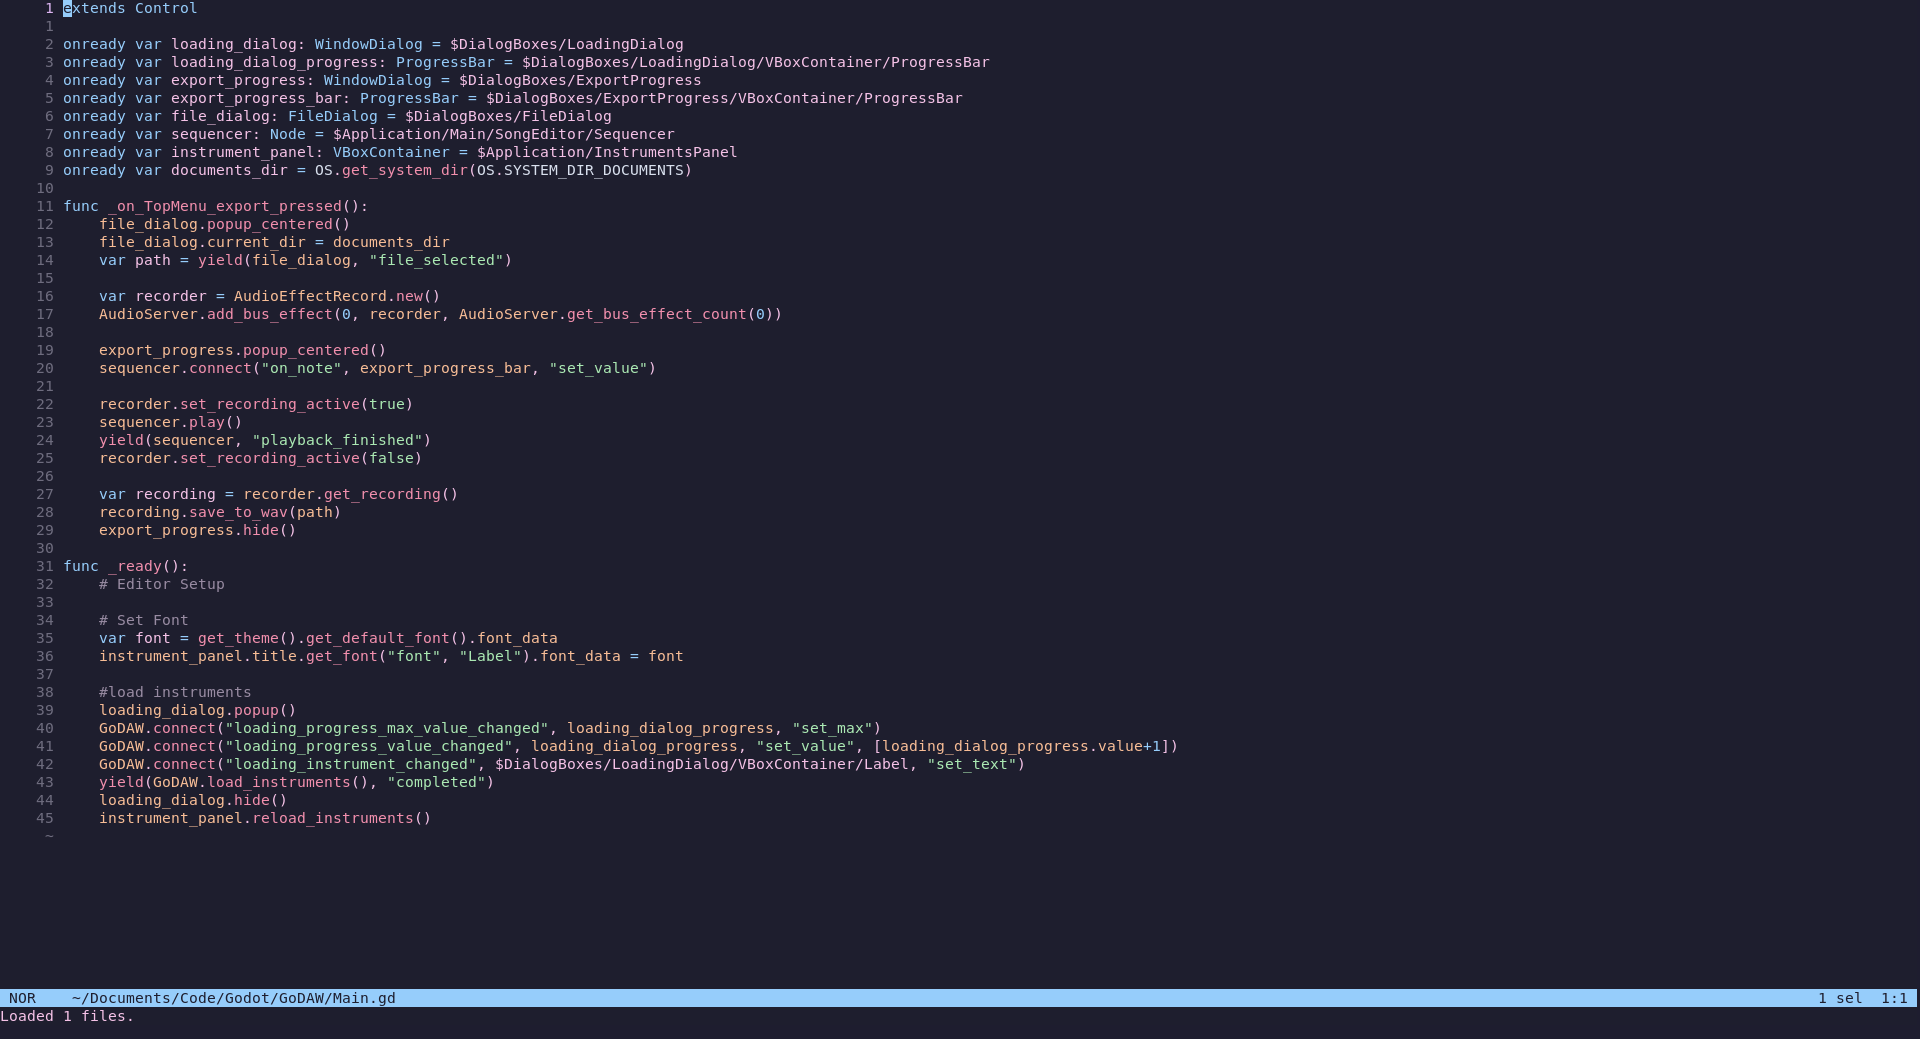 1 extends Control
1
2 onready var loading_dialog: WindowDialog = $DialogBoxes/LoadingDialog
3 onready var loading_dialog_progress: ProgressBar = $DialogBoxes/LoadingDialog/VBoxContainer/ProgressBar
4 onready var export_progress: WindowDialog = $DialogBoxes/ExportProgress
5 onready var export_progress_bar: ProgressBar = $DialogBoxes/ExportProgress/VBoxContainer/ProgressBar
6 onready var file_dialog: FileDialog = $DialogBoxes/FileDialog
7 onready var sequencer: Node = $Application/Main/SongEditor/Sequencer
8 onready var instrument_panel: VBoxContainer = $Application/InstrumentsPanel
9 onready var documents_dir = OS.get_system_dir(OS.SYSTEM_DIR_DOCUMENTS)
10
11 func _on_TopMenu_export_pressed():
12     file_dialog.popup_centered()
13     file_dialog.current_dir = documents_dir
14     var path = yield(file_dialog, "file_selected")
15
16     var recorder = AudioEffectRecord.new()
17     AudioServer.add_bus_effect(0, recorder, AudioServer.get_bus_effect_count(0))
18
19     export_progress.popup_centered()
20     sequencer.connect("on_note", export_progress_bar, "set_value")
21
22     recorder.set_recording_active(true)
23     sequencer.play()
24     yield(sequencer, "playback_finished")
25     recorder.set_recording_active(false)
26
27     var recording = recorder.get_recording()
28     recording.save_to_wav(path)
29     export_progress.hide()
30
31 func _ready():
32     # Editor Setup
33
34     # Set Font
35     var font = get_theme().get_default_font().font_data
36     instrument_panel.title.get_font("font", "Label").font_data = font
37
38     #load instruments
39     loading_dialog.popup()
40     GoDAW.connect("loading_progress_max_value_changed", loading_dialog_progress, "set_max")
41     GoDAW.connect("loading_progress_value_changed", loading_dialog_progress, "set_value", [loading_dialog_progress.value+1])
42     GoDAW.connect("loading_instrument_changed", $DialogBoxes/LoadingDialog/VBoxContainer/Label, "set_text")
43     yield(GoDAW.load_instruments(), "completed")
44     loading_dialog.hide()
45     instrument_panel.reload_instruments()
~
NOR    ~/Documents/Code/Godot/GoDAW/Main.gd    1 sel  1:1
Loaded 1 files.